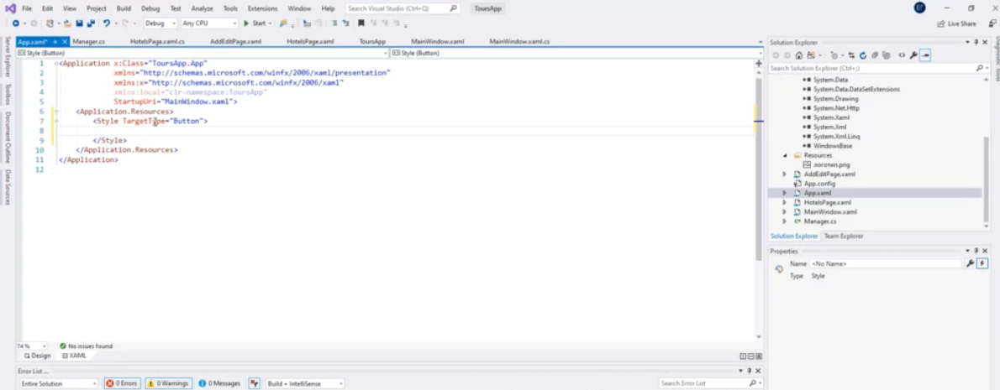 File Edit View Git Project Build Debug Test Analyze Tools Extensions Window Help Search Visual Studio (Ctrl+Q) ToursApp
Debug Any CPU Start Live Share
App.xaml* Manager.cs HotelsPage.xaml.cs AddEditPage.xaml HotelsPage.xaml ToursApp MainWindow.xaml MainWindow.xaml.cs
Style (Button) Style (Button)
1 <Application x:Class="ToursApp.App"
2 xmlns="http://schemas.microsoft.com/winfx/2006/xaml/presentation"
3 xmlns:x="http://schemas.microsoft.com/winfx/2006/xaml"
4 xmlns:local="clr-namespace:ToursApp"
5 StartupUri="MainWindow.xaml">
6 <Application.Resources>
7 <Style TargetType="Button">
8
9 </Style>
10 </Application.Resources>
11 </Application>
12
74 % No issues found
Design XAML
Error List ...
Entire Solution 0 Errors 0 Warnings 0 Messages Build + IntelliSense Search Error List
Server Explorer
Toolbox
Document Outline
Data Sources
Solution Explorer
Search Solution Explorer (Ctrl+;)
System.Data
System.Data.DataSetExtensions
System.Drawing
System.Net.Http
System.Xaml
System.Xml
System.Xml.Linq
WindowsBase
Resources
логотип.png
AddEditPage.xaml
App.config
App.xaml
HotelsPage.xaml
MainWindow.xaml
Manager.cs
Solution Explorer Team Explorer
Properties
Name <No Name>
Type Style
Diagnostic Tools